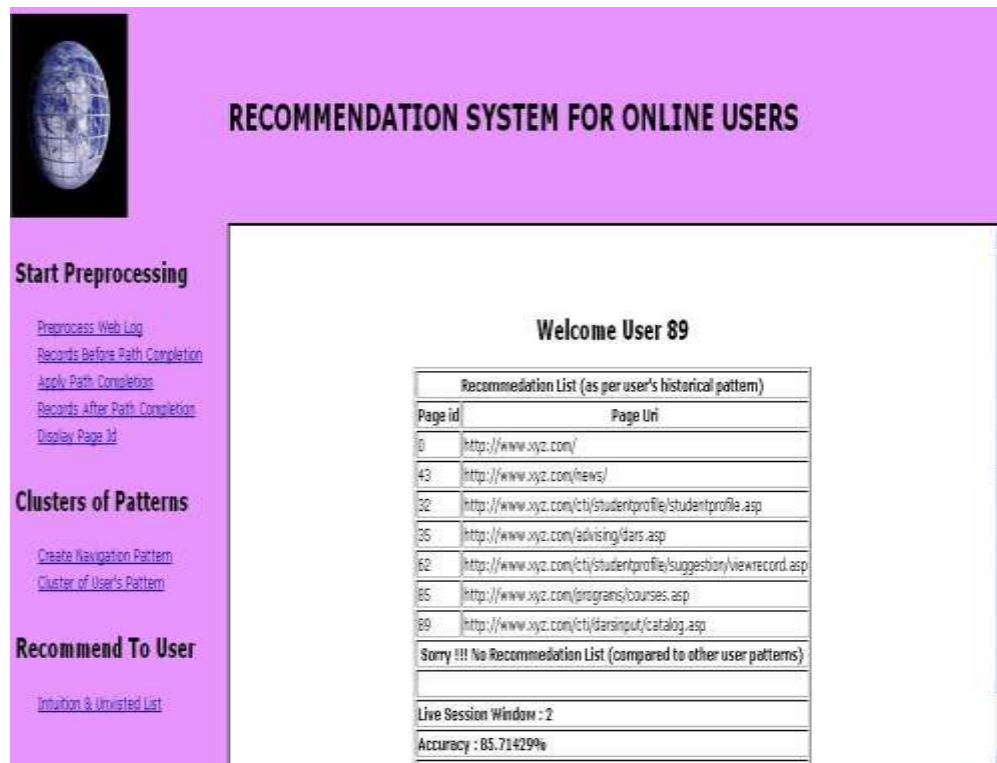 RECOMMENDATION SYSTEM FOR ONLINE USERS
Start Preprocessing
Preprocess Web Log
Records Before Path Completion
Apply Path Completion
Records After Path Completion
Display Page Id
Clusters of Patterns
Create Navigation Pattern
Cluster of User's Pattern
Recommend To User
Intuition & Unvisted List
Welcome User 89
Recommedation List (as per user's historical pattern)
Page id Page Url
0 http://www.xyz.com/
43 http://www.xyz.com/news/
32 http://www.xyz.com/cti/studentprofile/studentprofile.asp
35 http://www.xyz.com/advising/dars.asp
62 http://www.xyz.com/cti/studentprofile/suggestion/viewrecord.asp
85 http://www.xyz.com/programs/courses.asp
89 http://www.xyz.com/cti/darsinput/catalog.asp
Sorry !!! No Recommedation List (compared to other user patterns)
Live Session Window : 2
Accuracy : 85.71429%